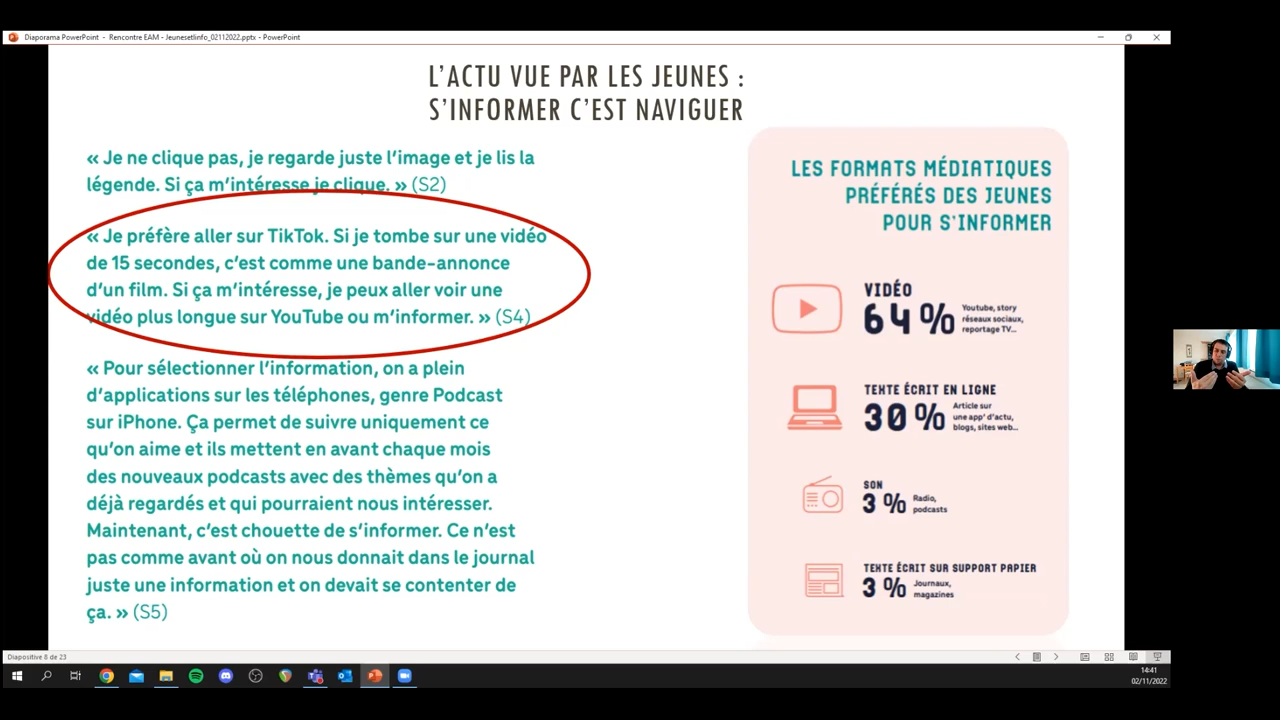 Diaporama PowerPoint - Rencontre EAM - Jeunesetlinfo_02112022.pptx - PowerPoint
L'ACTU VUE PAR LES JEUNES :
S'INFORMER C'EST NAVIGUER
« Je ne clique pas, je regarde juste l'image et je lis la
légende. Si ça m'intéresse je clique. » (S2)
« Je préfère aller sur TikTok. Si je tombe sur une vidéo
de 15 secondes, c'est comme une bande-annonce
d'un film. Si ça m'intéresse, je peux aller voir une
vidéo plus longue sur YouTube ou m'informer. » (S4)
« Pour sélectionner l'information, on a plein
d'applications sur les téléphones, genre Podcast
sur iPhone. Ça permet de suivre uniquement ce
qu'on aime et ils mettent en avant chaque mois
des nouveaux podcasts avec des thèmes qu'on a
déjà regardés et qui pourraient nous intéresser.
Maintenant, c'est chouette de s'informer. Ce n'est
pas comme avant où on nous donnait dans le journal
juste une information et on devait se contenter de
ça. » (S5)
LES FORMATS MÉDIATIQUES
PRÉFÉRÉS DES JEUNES
POUR S'INFORMER
VIDÉO
64%
Youtube, story
réseaux sociaux,
reportage TV...
TEXTE ÉCRIT EN LIGNE
30%
Article sur
une app' d'actu,
blogs, sites web...
SON
3%
Radio,
podcasts
TEXTE ÉCRIT SUR SUPPORT PAPIER
3%
Journaux,
magazines
Diapositive 8 de 23
14:41
02/11/2022